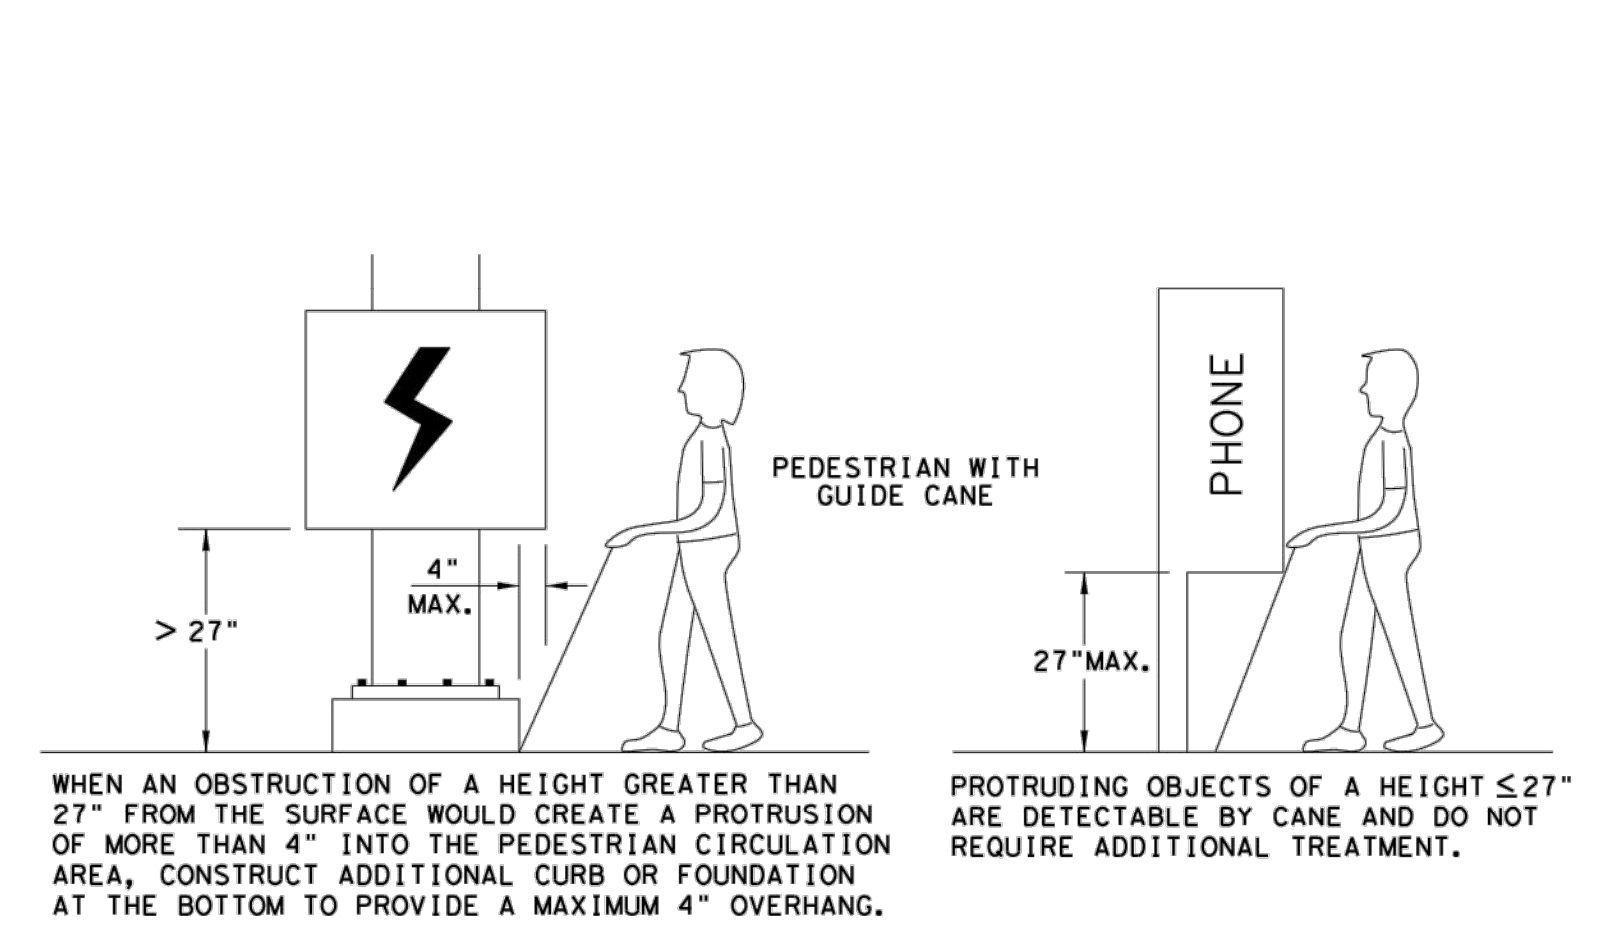 PHONE
PEDESTRIAN WITH
GUIDE CANE
4"
MAX.
> 27"
27"MAX.
WHEN AN OBSTRUCTION OF A HEIGHT GREATER THAN
27" FROM THE SURFACE WOULD CREATE A PROTRUSION
OF MORE THAN 4" INTO THE PEDESTRIAN CIRCULATION
AREA, CONSTRUCT ADDITIONAL CURB OR FOUNDATION
AT THE BOTTOM TO PROVIDE A MAXIMUM 4" OVERHANG.
PROTRUDING OBJECTS OF A HEIGHT ≤27"
ARE DETECTABLE BY CANE AND DO NOT
REQUIRE ADDITIONAL TREATMENT.